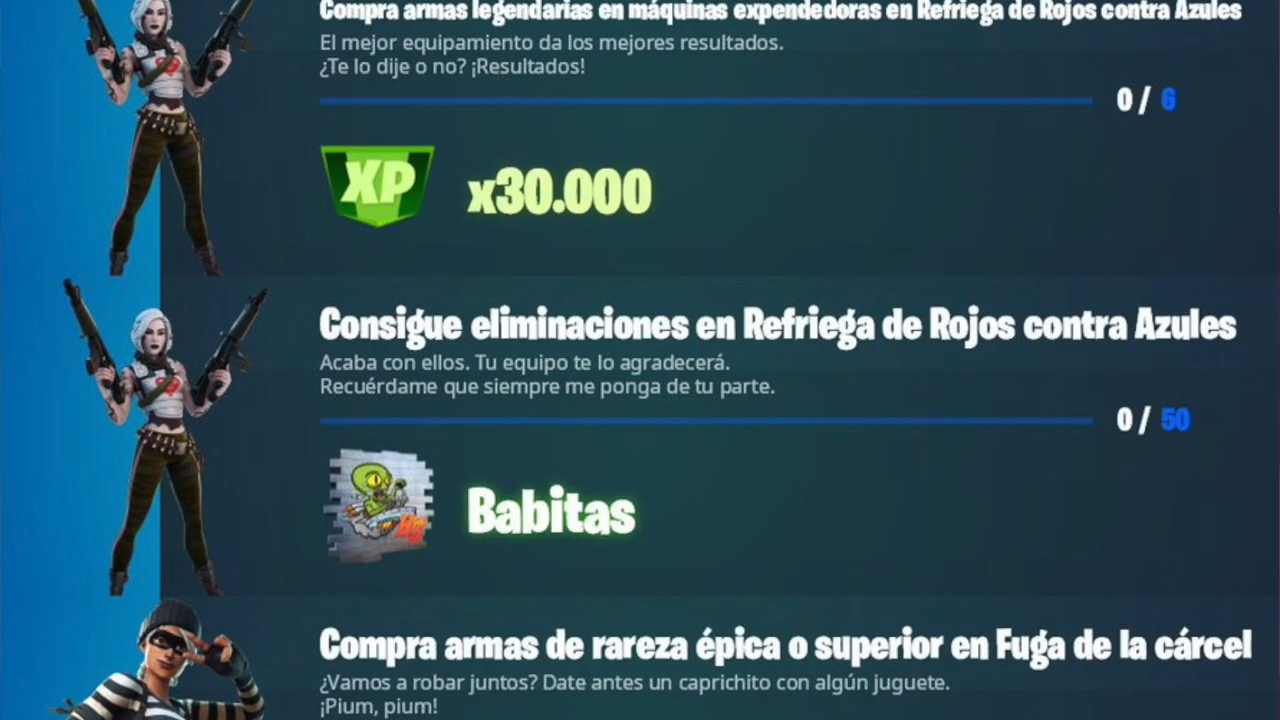 Compra armas legendarias en máquinas expendedoras en Refriega de Rojos contra Azules
El mejor equipamiento da los mejores resultados.
¿Te lo dije o no? ¡Resultados!
0 / 6
XP
x30.000
Consigue eliminaciones en Refriega de Rojos contra Azules
Acaba con ellos. Tu equipo te lo agradecerá.
Recuérdame que siempre me ponga de tu parte.
0 / 50
Babitas
Compra armas de rareza épica o superior en Fuga de la cárcel
¿Vamos a robar juntos? Date antes un caprichito con algún juguete.
¡Pium, pium!